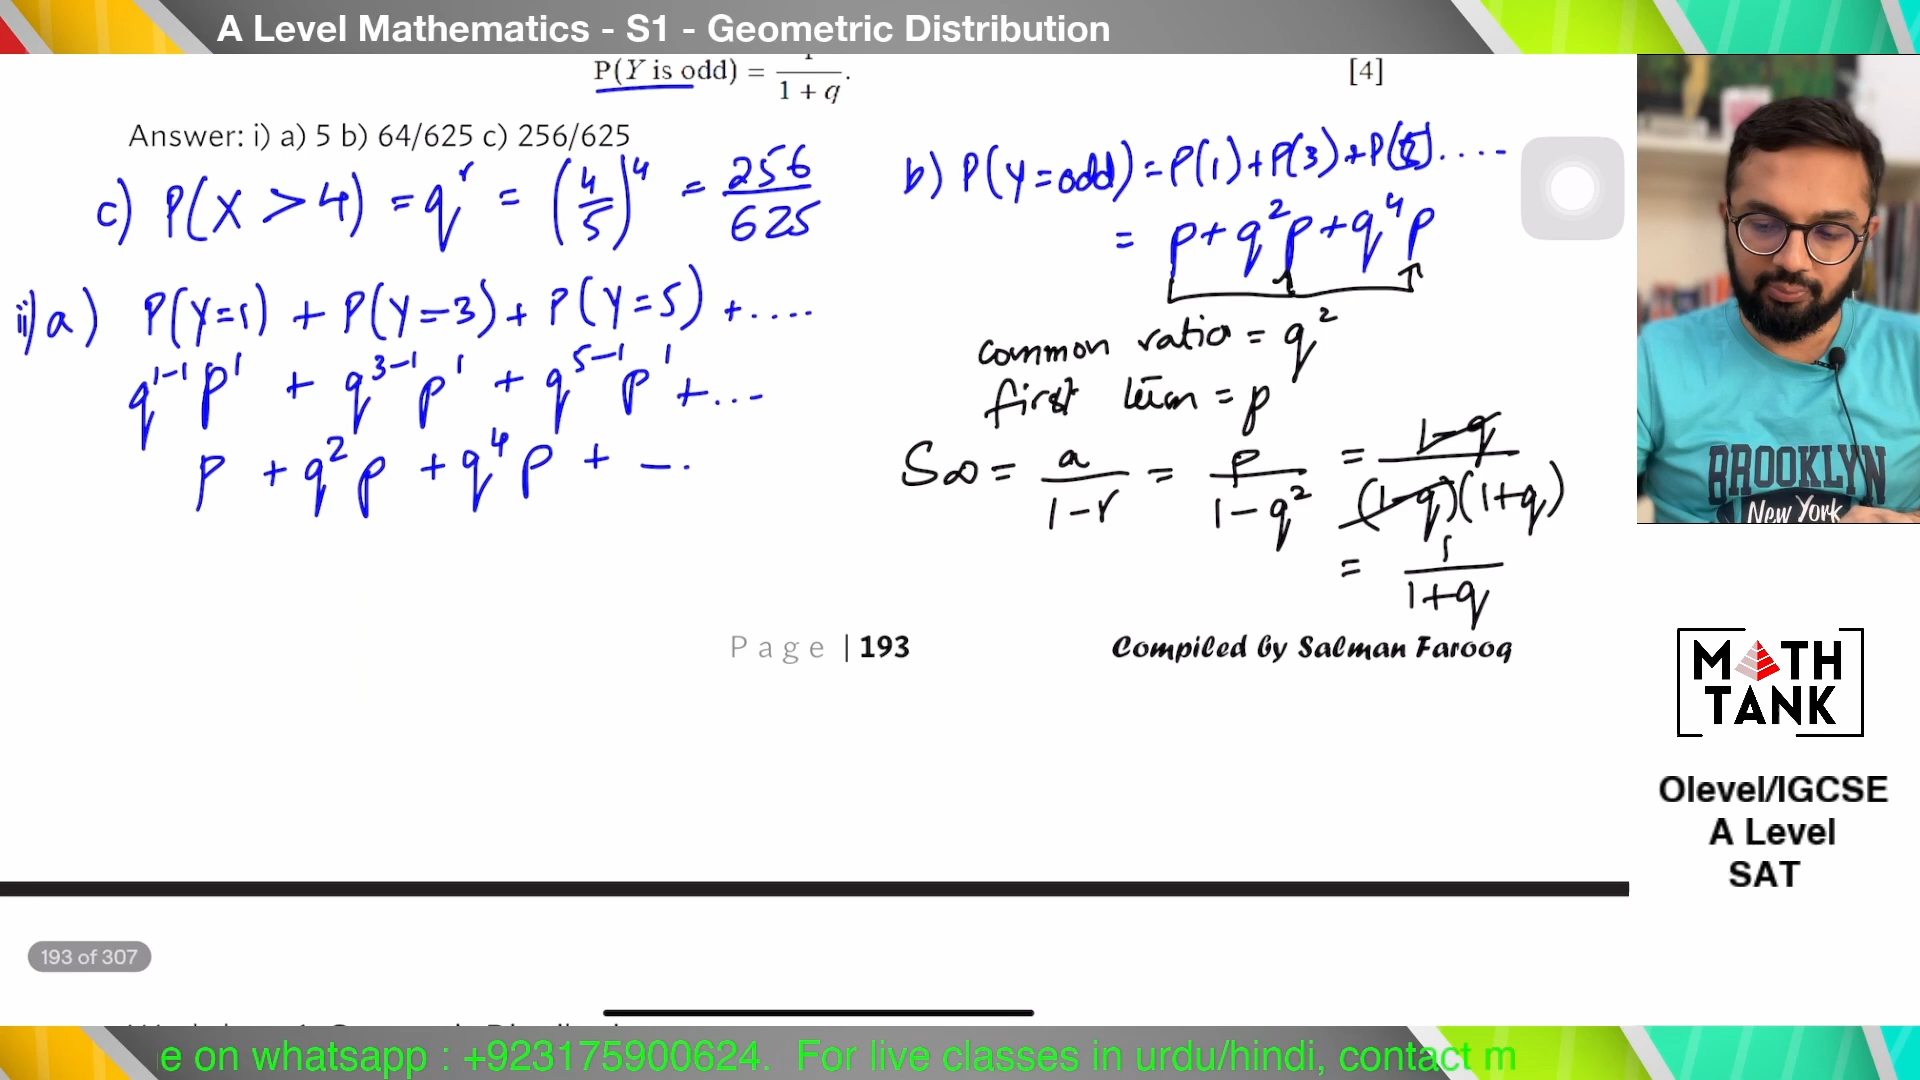 A Level Mathematics - S1 - Geometric Distribution
P(Y is odd) = 1/(1 + q).
[4]
Answer: i) a) 5 b) 64/625 c) 256/625
c) P(X > 4) = q^r = (4/5)^4 = 256/625
ii) a) P(Y=1) + P(Y=3) + P(Y=5) + ....
q^(1-1) p^1 + q^(3-1) p^1 + q^(5-1) p^1 + ...
p + q^2 p + q^4 p + -..
b) P(Y=odd) = P(1) + P(3) + P(5) ....
= p + q^2 p + q^4 p
common ratio = q^2
first term = p
S∞ = a/(1-r) = p/(1-q^2) = (1-q)/((1-q)(1+q))
= 1/(1+q)
Page | 193
Compiled by Salman Farooq
BROOKLYN
New York
MATH
TANK
Olevel/IGCSE
A Level
SAT
193 of 307
e on whatsapp : +923175900624. For live classes in urdu/hindi, contact m